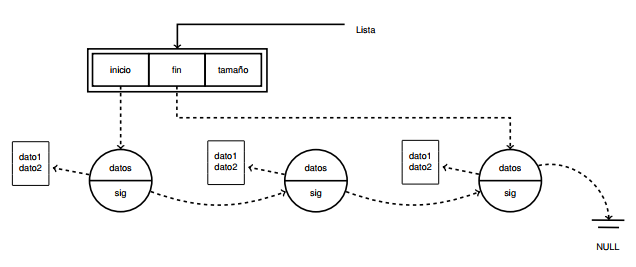 Lista
inicio
fin
tamaño
dato1
dato2
datos
sig
dato1
dato2
datos
sig
dato1
dato2
datos
sig
NULL